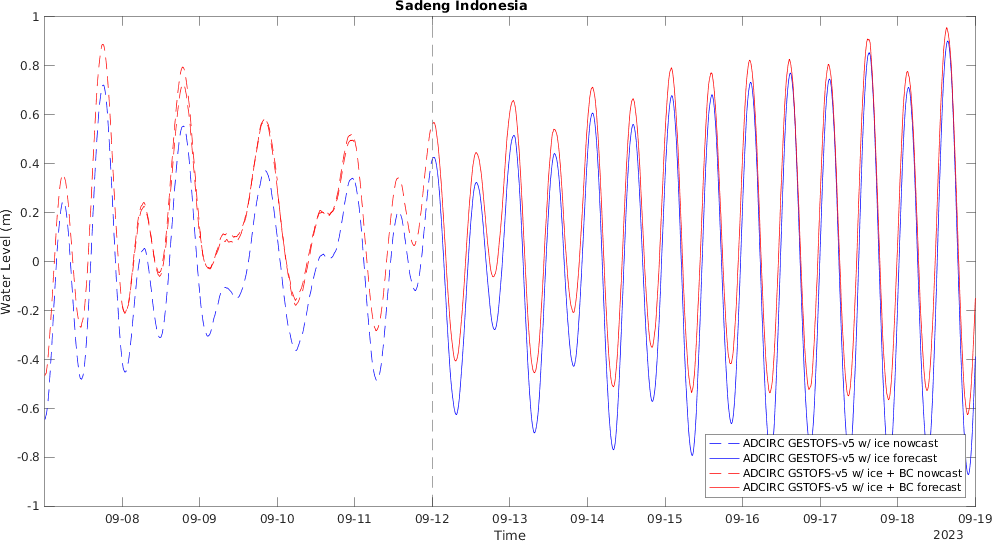 Sadeng Indonesia
1
0.8
0.6
0.4
0.2
0
-0.2
-0.4
-0.6
-0.8
-1
Water Level (m)
ADCIRC GESTOFS-v5 w/ ice nowcast
ADCIRC GESTOFS-v5 w/ ice forecast
ADCIRC GSTOFS-v5 w/ ice + BC nowcast
ADCIRC GSTOFS-v5 w/ ice + BC forecast
09-08 09-09 09-10 09-11 09-12 09-13 09-14 09-15 09-16 09-17 09-18 09-19
Time
2023